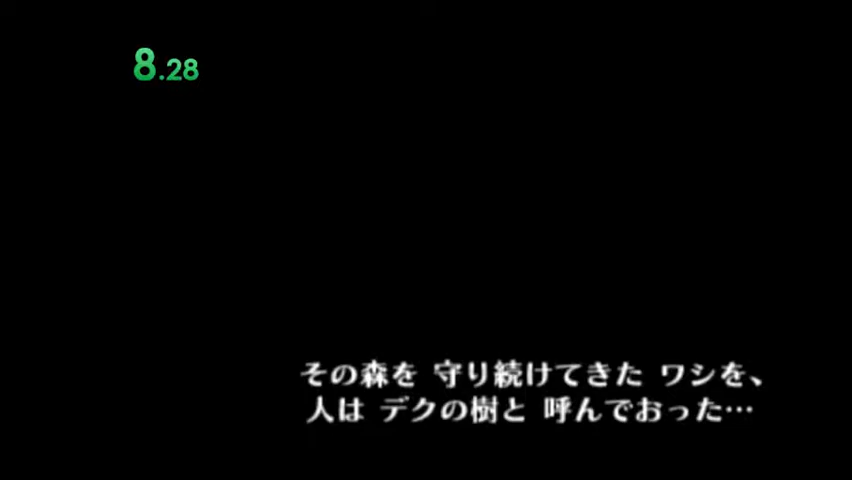 8.28
その森を 守り続けてきた ワシを、
人は デクの樹と 呼んでおった…